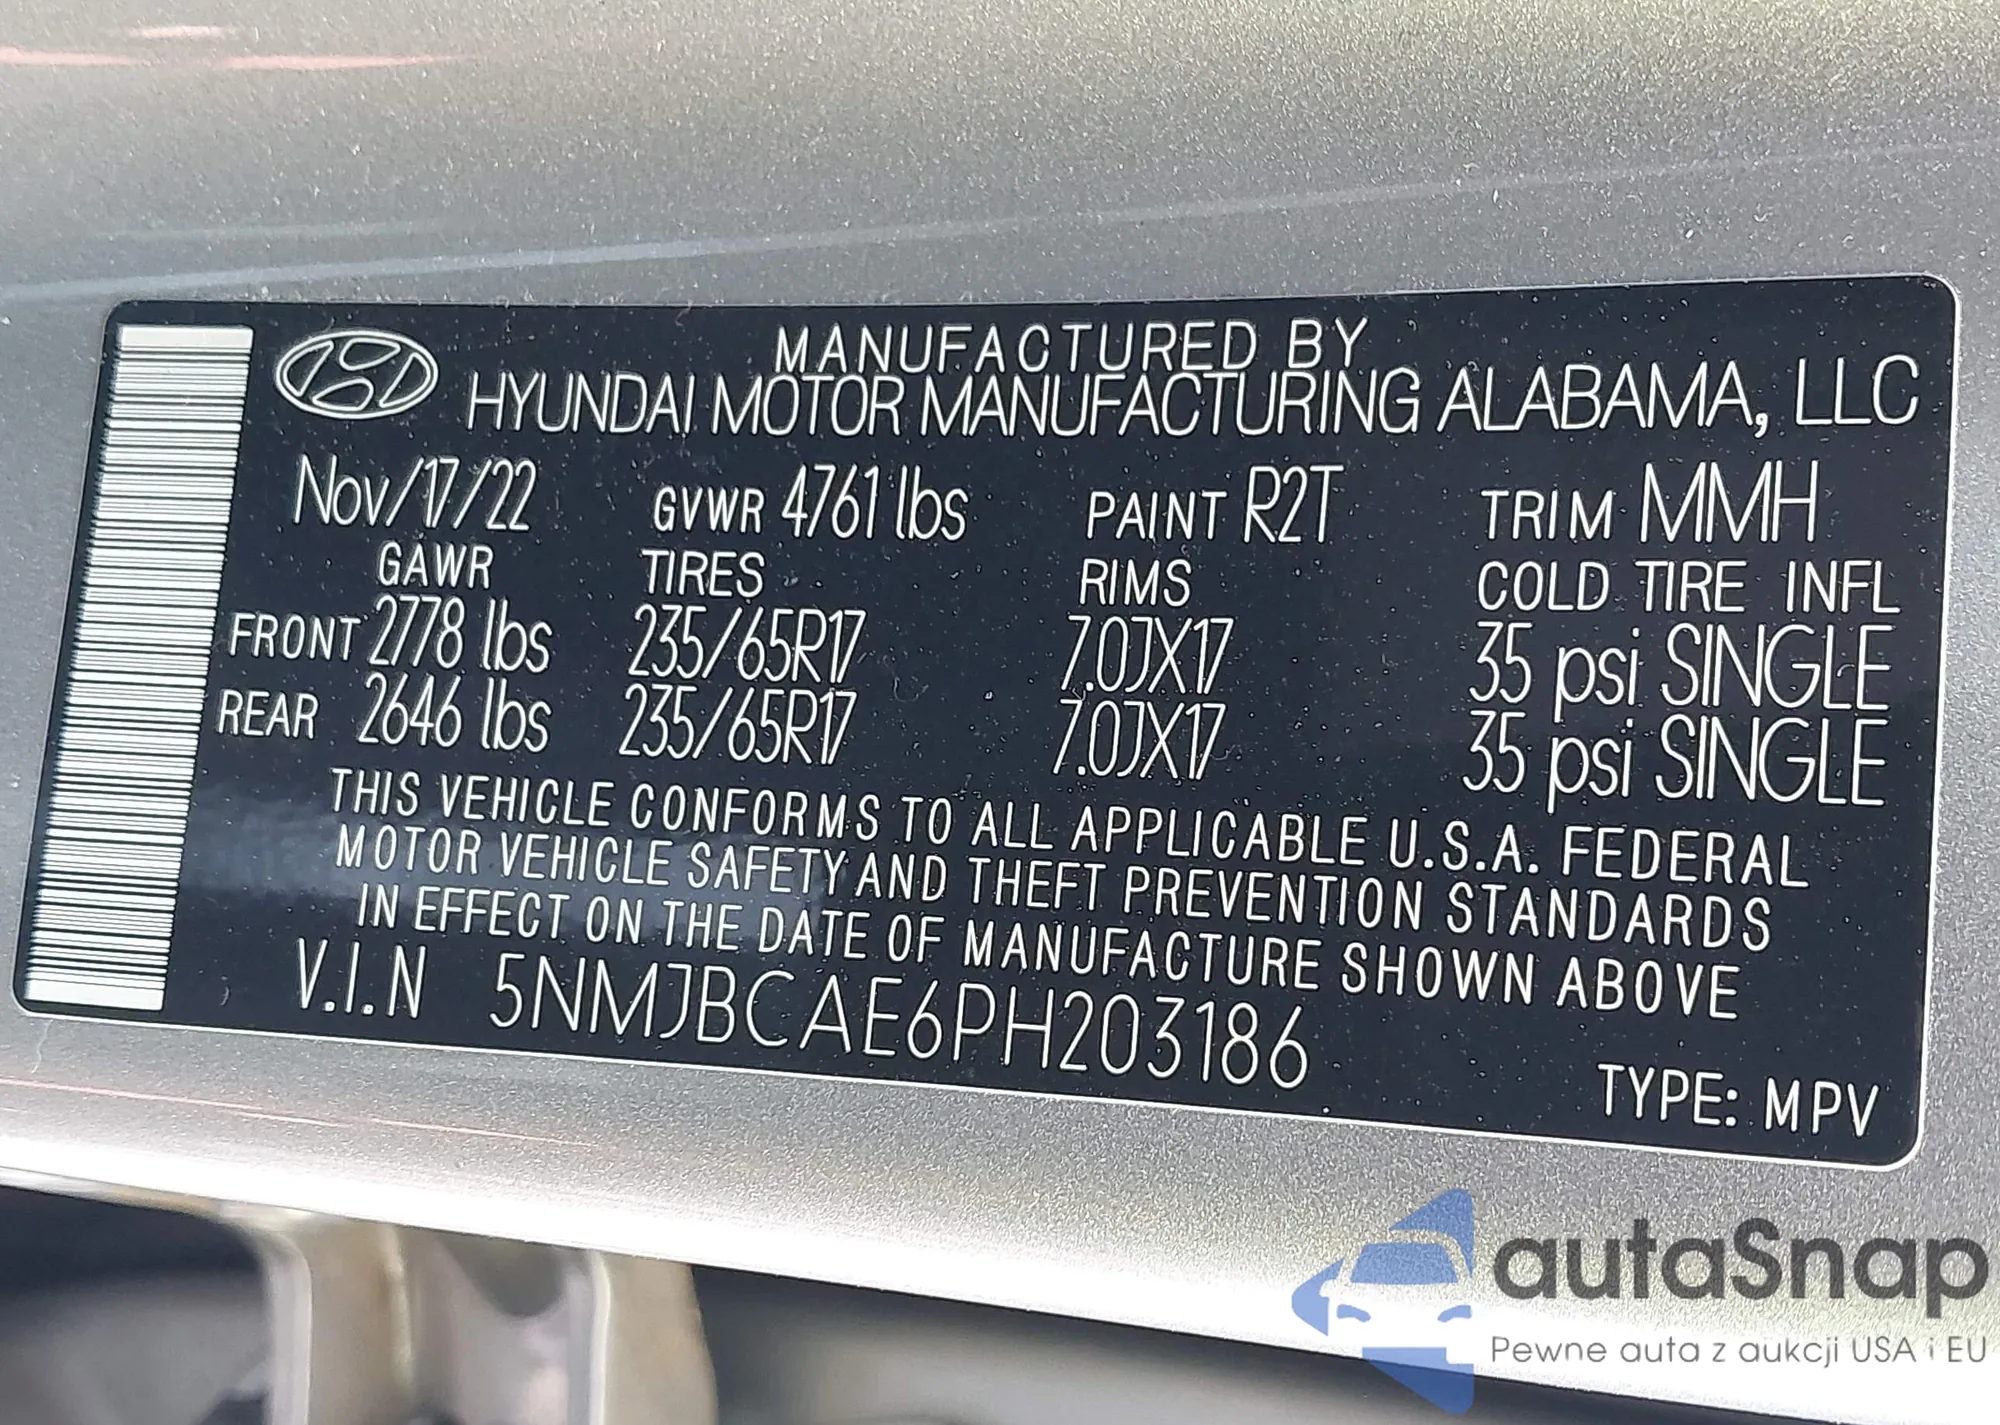 MANUFACTURED BY
HYUNDAI MOTOR MANUFACTURING ALABAMA, LLC
Nov/17/22 GVWR 4761 lbs PAINT R2T TRIM MMH
GAWR TIRES RIMS COLD TIRE INFL
FRONT 2778 lbs 235/65R17 7.0JX17 35 psi SINGLE
REAR 2646 lbs 235/65R17 7.0JX17 35 psi SINGLE
THIS VEHICLE CONFORMS TO ALL APPLICABLE U.S.A. FEDERAL
MOTOR VEHICLE SAFETY AND THEFT PREVENTION STANDARDS
IN EFFECT ON THE DATE OF MANUFACTURE SHOWN ABOVE
V.I.N 5NMJBCAE6PH203186
TYPE: MPV
autaSnap
Pewne auta z aukcji USA i EU